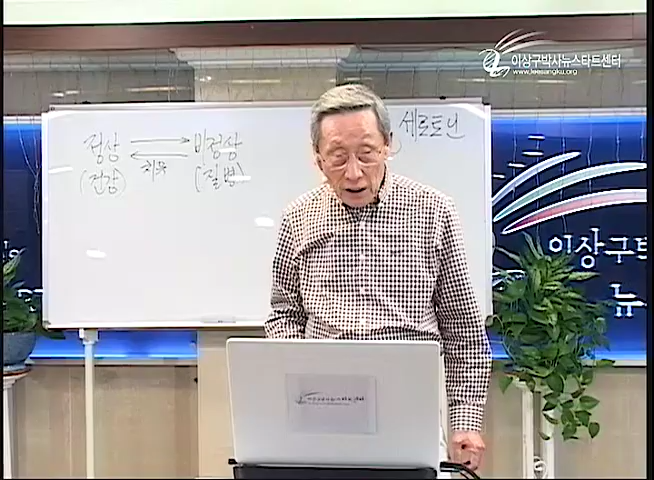 이상구박사뉴스타트센터
www.leesangku.org
정상 비정상 세로토닌
치유
(건강) (질병)
이상구
뉴